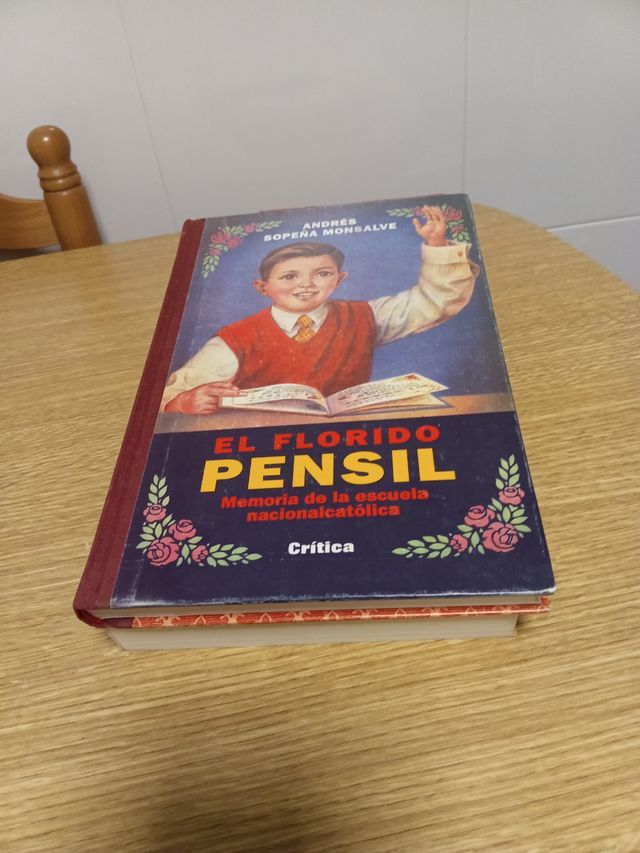 ANDRÉS
SOPEÑA MONSALVE
EL FLORIDO
PENSIL
Memoria de la escuela
nacionalcatólica
Crítica